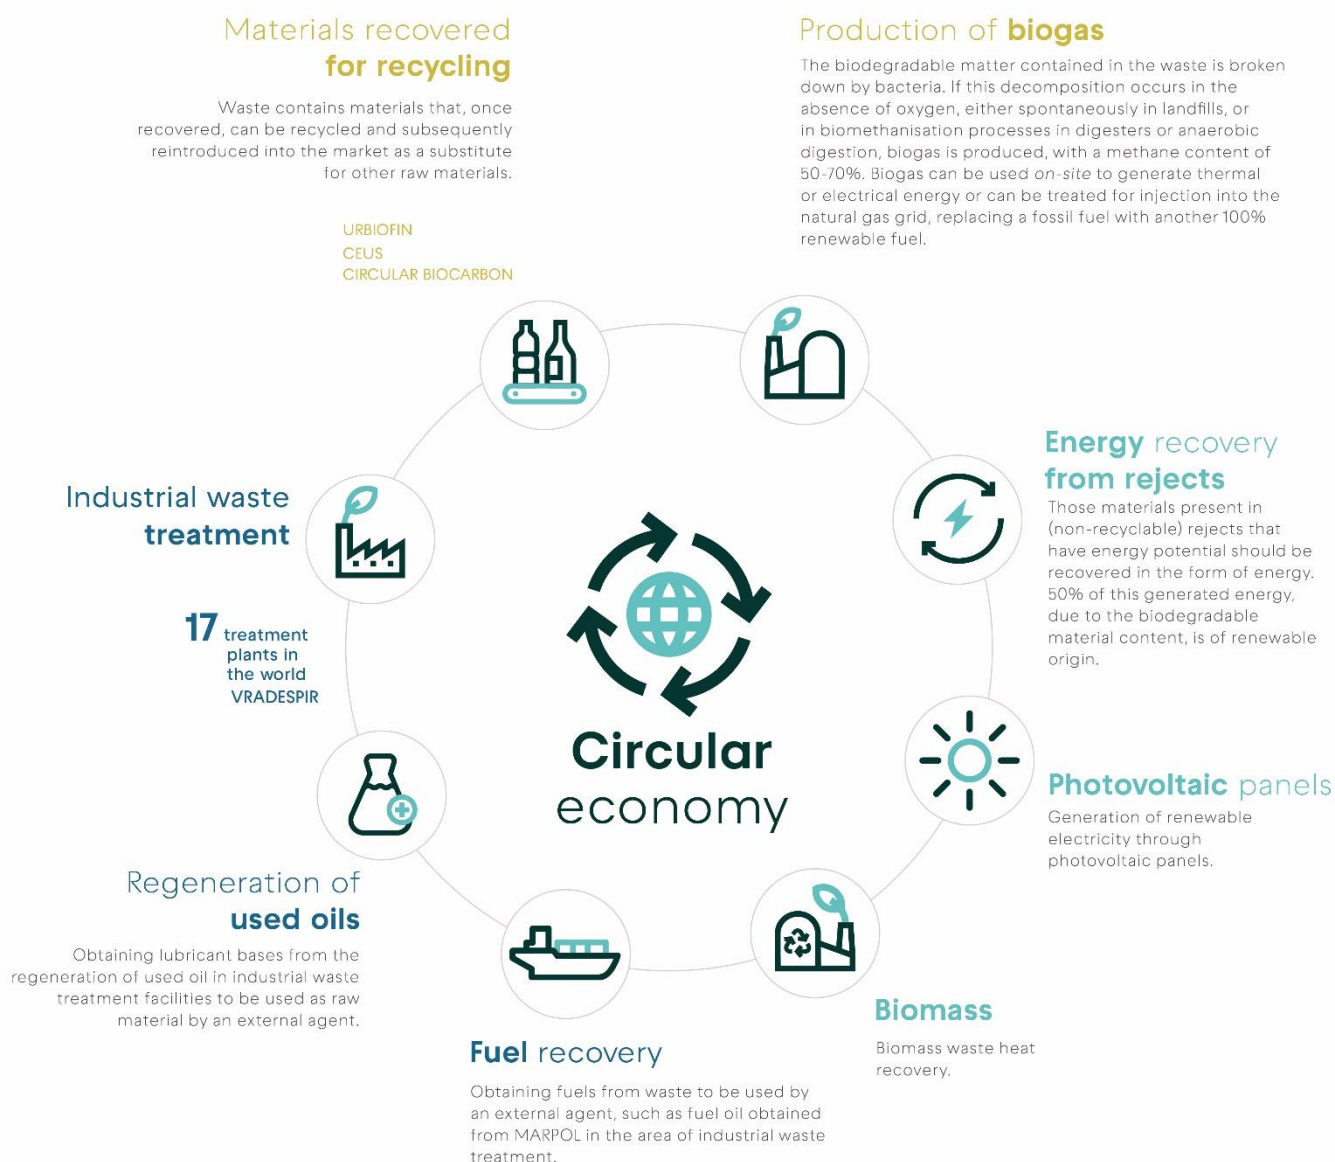 Materials recovered
for recycling
Waste contains materials that, once
recovered, can be recycled and subsequently
reintroduced into the market as a substitute
for other raw materials.
URBIOFIN
CEUS
CIRCULAR BIOCARBON
Production of biogas
The biodegradable matter contained in the waste is broken
down by bacteria. If this decomposition occurs in the
absence of oxygen, either spontaneously in landfills, or
in biomethanisation processes in digesters or anaerobic
digestion, biogas is produced, with a methane content of
50-70%. Biogas can be used on-site to generate thermal
or electrical energy or can be treated for injection into the
natural gas grid, replacing a fossil fuel with another 100%
renewable fuel.
Energy recovery
from rejects
Those materials present in
(non-recyclable) rejects that
have energy potential should be
recovered in the form of energy.
50% of this generated energy,
due to the biodegradable
material content, is of renewable
origin.
Photovoltaic panels
Generation of renewable
electricity through
photovoltaic panels.
Biomass
Biomass waste heat
recovery.
Fuel recovery
Obtaining fuels from waste to be used by
an external agent, such as fuel oil obtained
from MARPOL in the area of industrial waste
treatment.
Regeneration of
used oils
Obtaining lubricant bases from the
regeneration of used oil in industrial waste
treatment facilities to be used as raw
material by an external agent.
Industrial waste
treatment
17 treatment
plants in
the world
VRADESPIR
Circular
economy